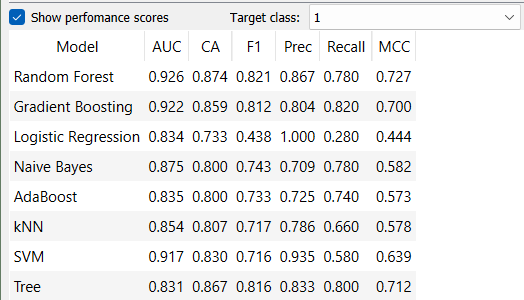 Show perfomance scores Target class: 1
Model AUC CA F1 Prec Recall MCC
Random Forest 0.926 0.874 0.821 0.867 0.780 0.727
Gradient Boosting 0.922 0.859 0.812 0.804 0.820 0.700
Logistic Regression 0.834 0.733 0.438 1.000 0.280 0.444
Naive Bayes 0.875 0.800 0.743 0.709 0.780 0.582
AdaBoost 0.835 0.800 0.733 0.725 0.740 0.573
kNN 0.854 0.807 0.717 0.786 0.660 0.578
SVM 0.917 0.830 0.716 0.935 0.580 0.639
Tree 0.831 0.867 0.816 0.833 0.800 0.712